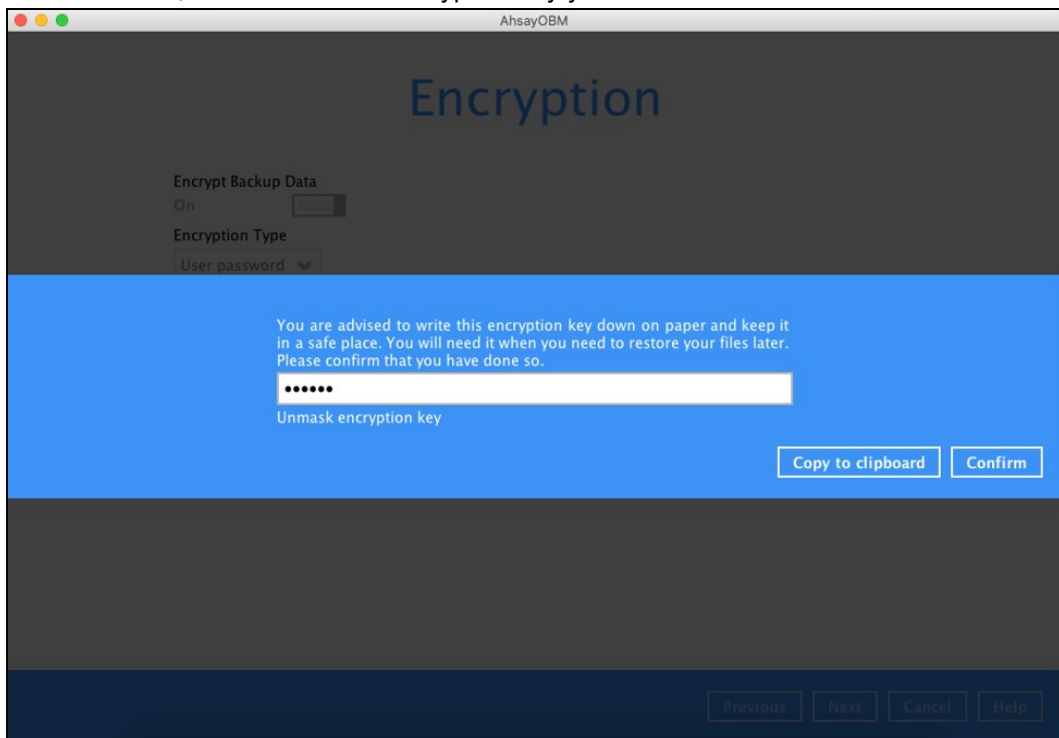 AhsayOBM
Encryption
Encrypt Backup Data
On
Encryption Type
User password
You are advised to write this encryption key down on paper and keep it
in a safe place. You will need it when you need to restore your files later.
Please confirm that you have done so.
••••••
Unmask encryption key
Copy to clipboard Confirm
Previous Next Cancel Help